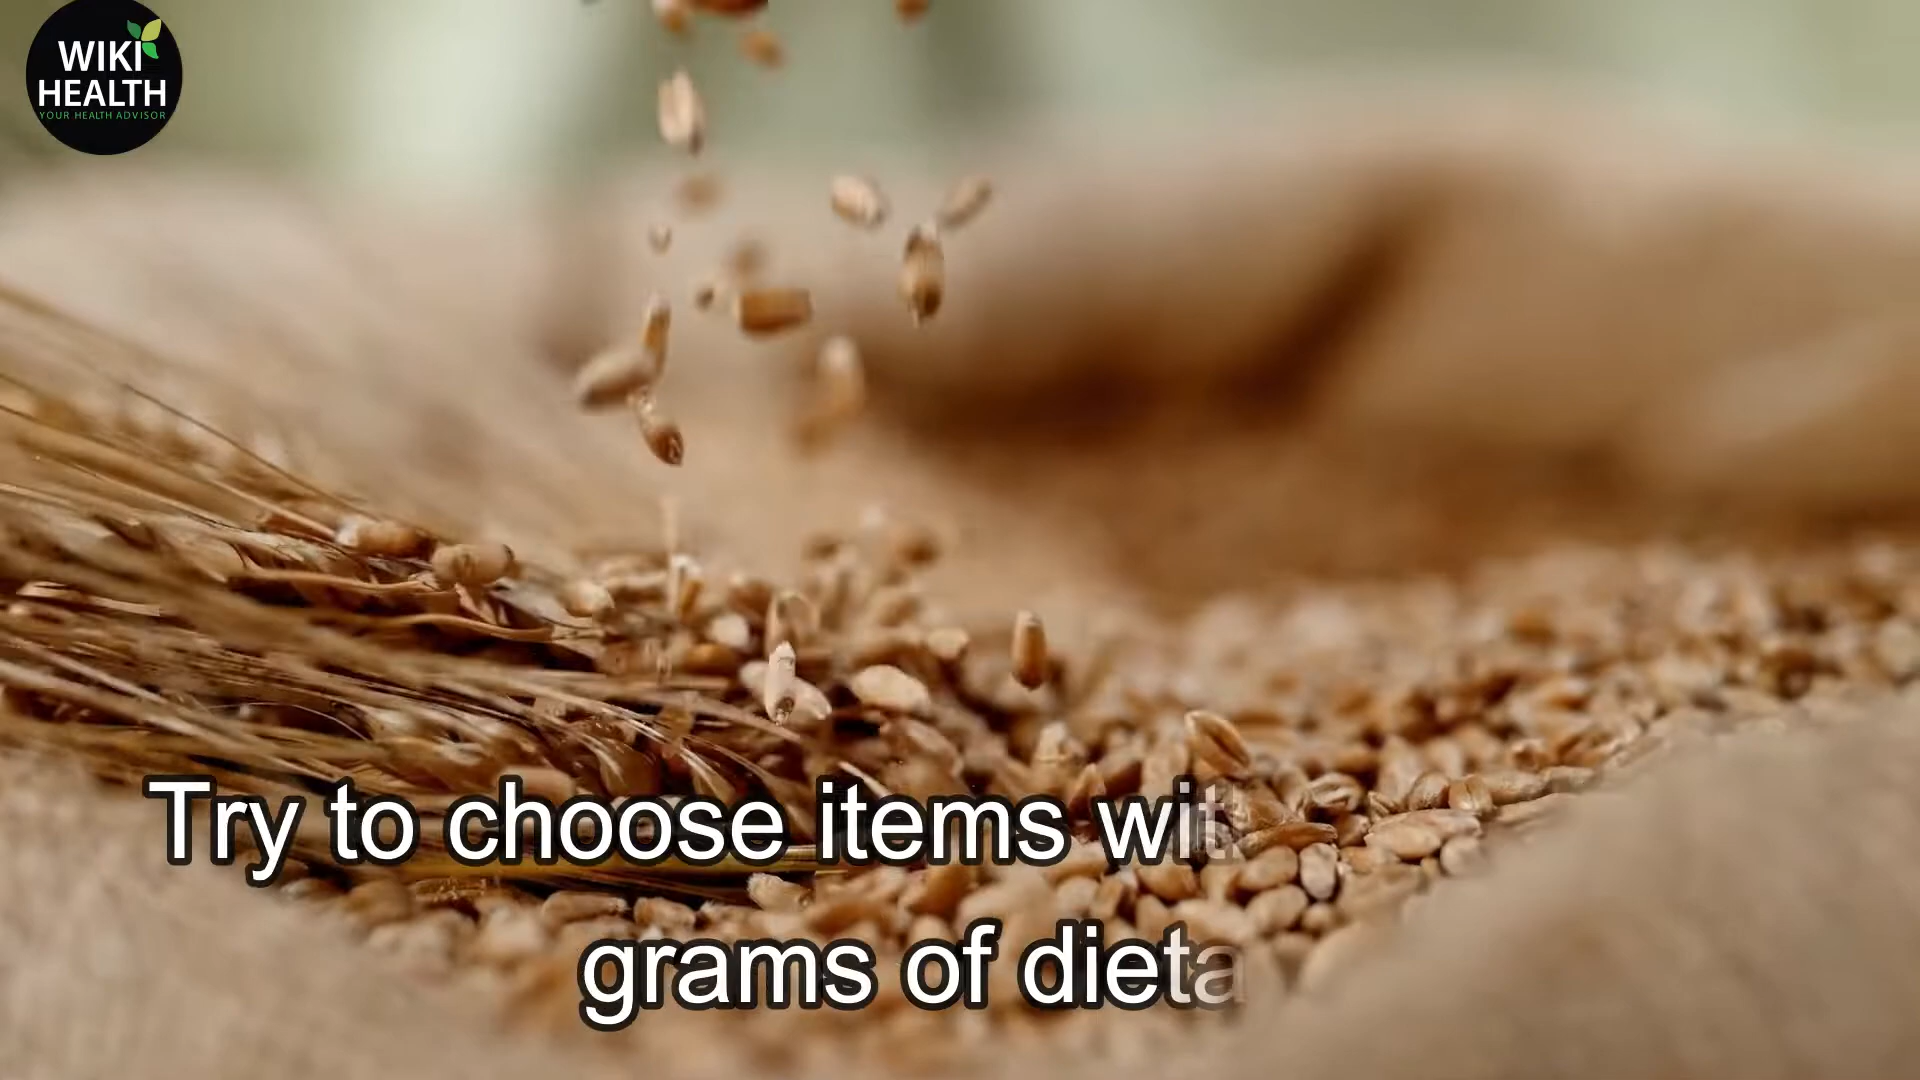 WIKI
HEALTH
YOUR HEALTH ADVISOR
Try to choose items wit
grams of dieta